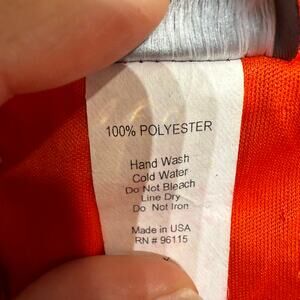 100% POLYESTER
Hand Wash
Cold Water
Do Not Bleach
Line Dry
Do Not Iron
Made in USA
RN # 96115